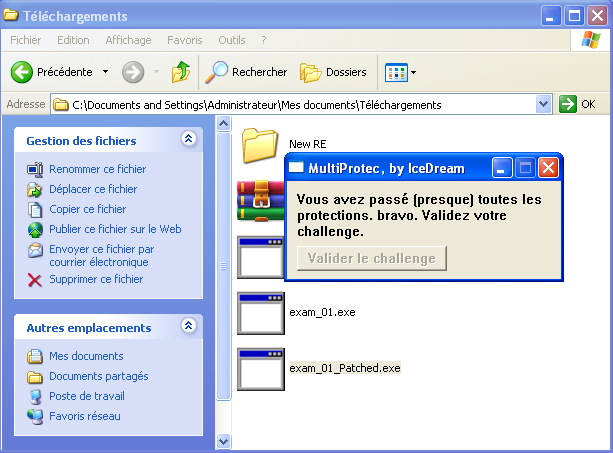 Téléchargements
Fichier Edition Affichage Favoris Outils ?
Précédente Rechercher Dossiers
Adresse C:\Documents and Settings\Administrateur\Mes documents\Téléchargements OK
Gestion des fichiers
Renommer ce fichier
Déplacer ce fichier
Copier ce fichier
Publier ce fichier sur le Web
Envoyer ce fichier par
courrier électronique
Supprimer ce fichier
Autres emplacements
Mes documents
Documents partagés
Poste de travail
Favoris réseau
New RE
MultiProtec, by IceDream
Vous avez passé (presque) toutes les
protections. bravo. Validez votre
challenge.
Valider le challenge
exam_01.exe
exam_01_Patched.exe